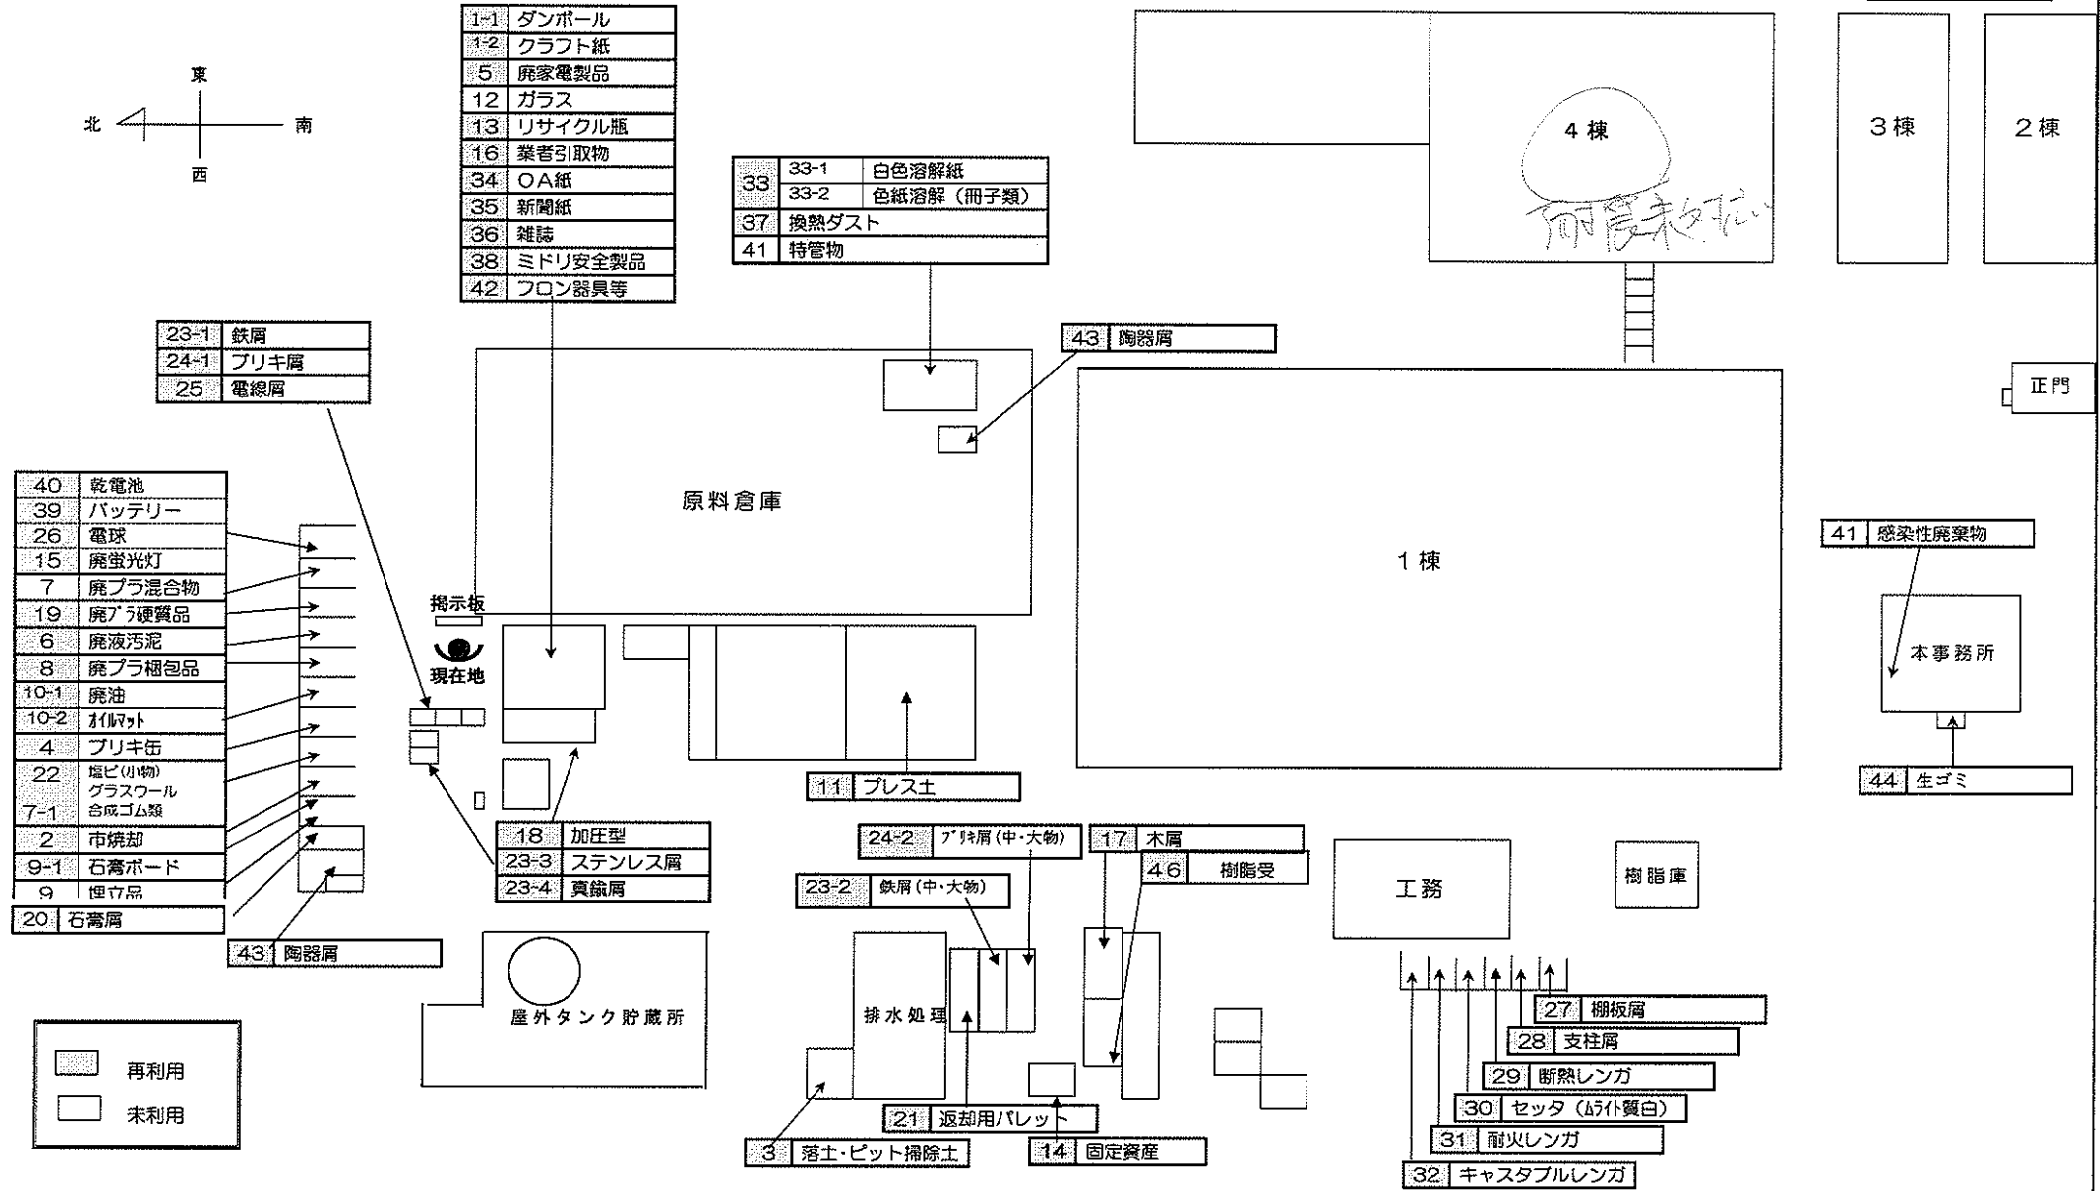 1-1 ダンボール
1-2 クラフト紙
5 廃家電製品
12 ガラス
13 リサイクル瓶
16 業者引取物
34 OA紙
35 新聞紙
36 雑誌
38 ミドリ安全製品
42 フロン器具等
東
北 南
西
4棟
耐震未対応
3棟
2棟
33 33-1 白色溶解紙
33-2 色紙溶解（冊子類）
37 換熱ダスト
41 特管物
23-1 鉄屑
24-1 ブリキ屑
25 電線屑
43 陶器屑
正門
原料倉庫
1棟
40 乾電池
39 バッテリー
26 電球
15 廃蛍光灯
7 廃プラ混合物
19 廃プラ硬質品
6 廃液汚泥
8 廃プラ梱包品
10-1 廃油
10-2 オイルマット
4 ブリキ缶
22 塩ビ(小物)
グラスウール
7-1 合成ゴム類
2 市焼却
9-1 石膏ボード
9 埋立品
20 石膏屑
43 陶器屑
掲示板
現在地
41 感染性廃棄物
本事務所
44 生ゴミ
11 プレス土
18 加圧型
23-3 ステンレス屑
23-4 真鍮屑
24-2 ブリキ屑(中・大物)
23-2 鉄屑(中・大物)
17 木屑
46 樹脂受
工務
樹脂庫
屋外タンク貯蔵所
排水処理
27 棚板屑
28 支柱屑
29 断熱レンガ
30 セッタ（ムライト質白）
31 耐火レンガ
32 キャスタブルレンガ
21 返却用パレット
3 落土・ピット掃除土
14 固定資産
再利用
未利用